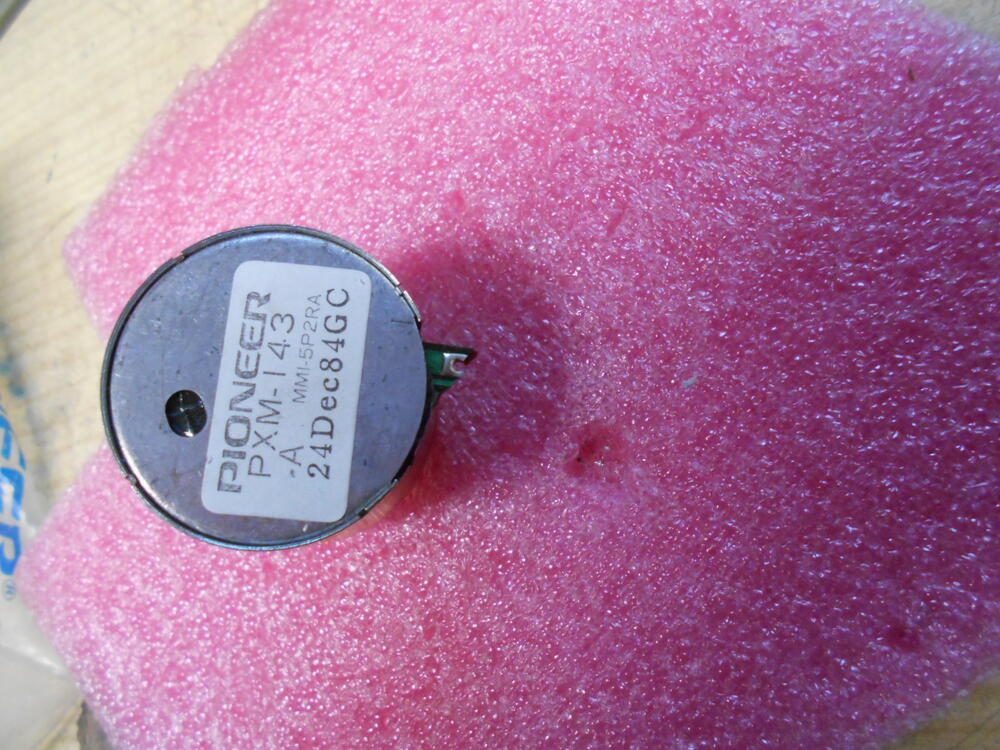 PIONEER
PXM-143
A MMI-5P2RA
24Dec84GC